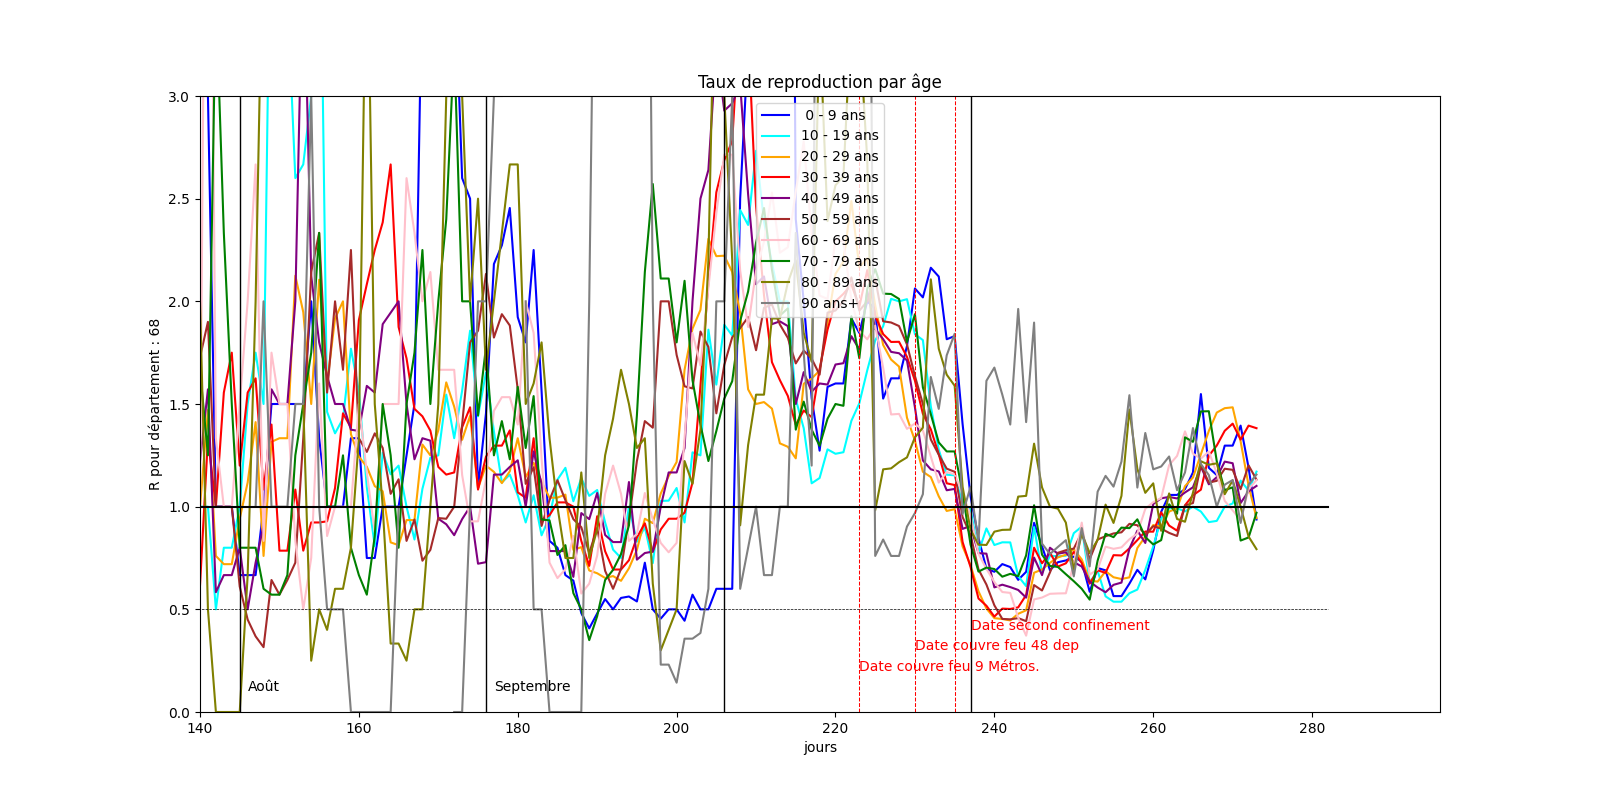 Taux de reproduction par âge
R pour département : 68
3.0
2.5
2.0
1.5
1.0
0.5
0.0
0 - 9 ans
10 - 19 ans
20 - 29 ans
30 - 39 ans
40 - 49 ans
50 - 59 ans
60 - 69 ans
70 - 79 ans
80 - 89 ans
90 ans+
Date second confinement
Date couvre feu 48 dep
Date couvre feu 9 Métros.
Août
Septembre
140 160 180 200 220 240 260 280
jours